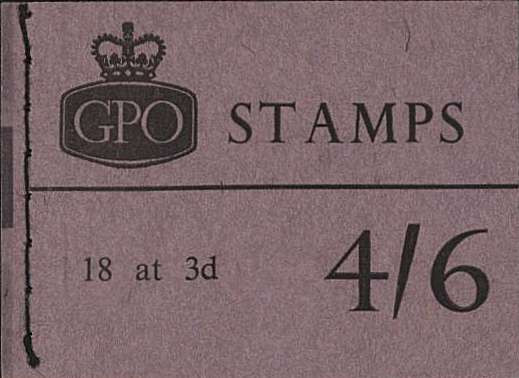 GPO STAMPS
18 at 3d 4/6